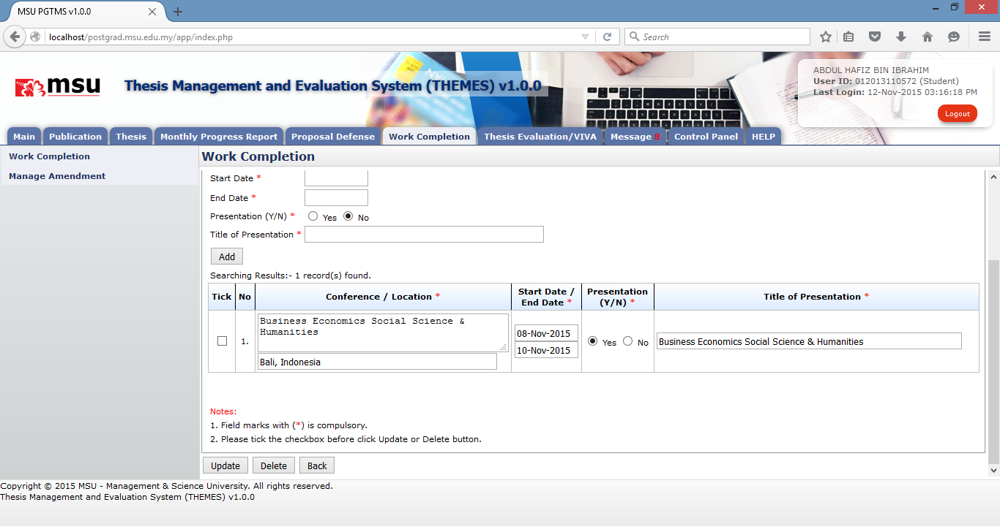 MSU PGTMS v1.0.0
localhost/postgrad.msu.edu.my/app/index.php
Search
msu
Thesis Management and Evaluation System (THEMES) v1.0.0
ABDUL HAFIZ BIN IBRAHIM
User ID: 012013110572 (Student)
Last Login: 12-Nov-2015 03:16:18 PM
Logout
Main Publication Thesis Monthly Progress Report Proposal Defense Work Completion Thesis Evaluation/VIVA Message 8 Control Panel HELP
Work Completion
Manage Amendment
Work Completion
Start Date *
End Date *
Presentation (Y/N) * Yes No
Title of Presentation *
Add
Searching Results:- 1 record(s) found.
Tick No Conference / Location * Start Date / End Date * Presentation (Y/N) * Title of Presentation *
1.
Business Economics Social Science &
Humanities
Bali, Indonesia
08-Nov-2015
10-Nov-2015
Yes No
Business Economics Social Science & Humanities
Notes:
1. Field marks with (*) is compulsory.
2. Please tick the checkbox before click Update or Delete button.
Update Delete Back
Copyright © 2015 MSU - Management & Science University. All rights reserved.
Thesis Management and Evaluation System (THEMES) v1.0.0